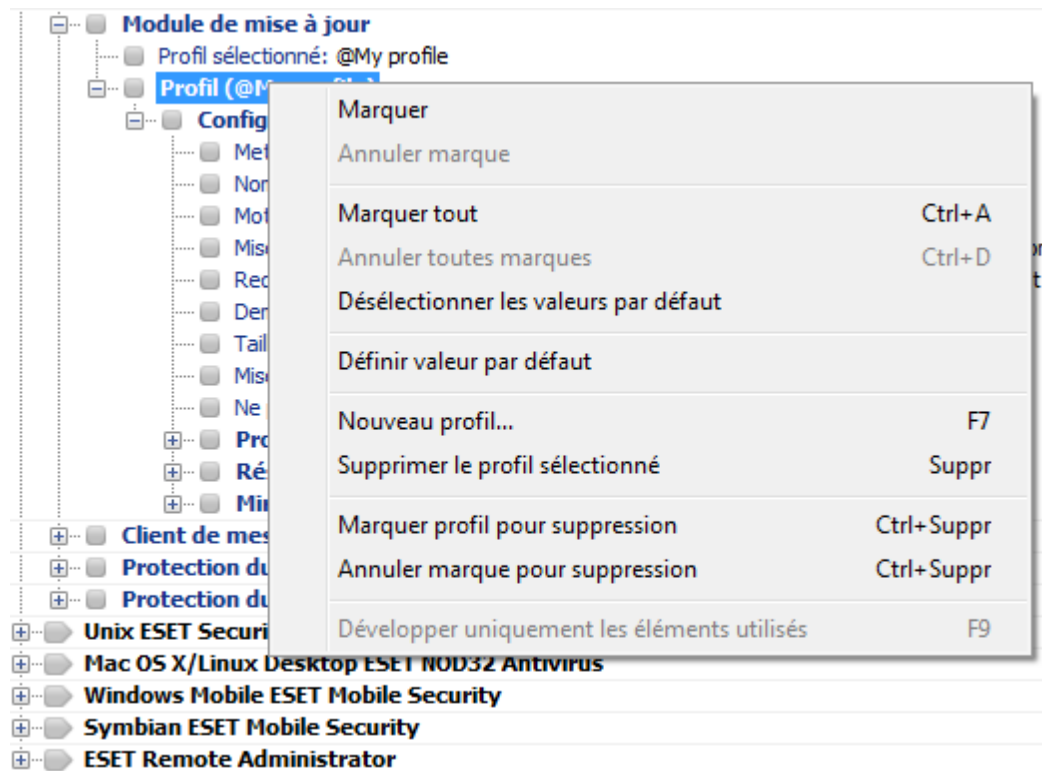 Module de mise à jour
Profil sélectionné: @My profile
Profil (@M
Config
Marquer
Annuler marque
Marquer tout Ctrl+A
Annuler toutes marques Ctrl+D
Désélectionner les valeurs par défaut
Définir valeur par défaut
Nouveau profil... F7
Supprimer le profil sélectionné Suppr
Marquer profil pour suppression Ctrl+Suppr
Annuler marque pour suppression Ctrl+Suppr
Développer uniquement les éléments utilisés F9
Met
Nor
Mot
Mise
Rec
Der
Tail
Mise
Ne
Pro
Ré
Mir
Client de mes
Protection du
Protection du
Unix ESET Securi
Mac OS X/Linux Desktop ESET NOD32 Antivirus
Windows Mobile ESET Mobile Security
Symbian ESET Mobile Security
ESET Remote Administrator